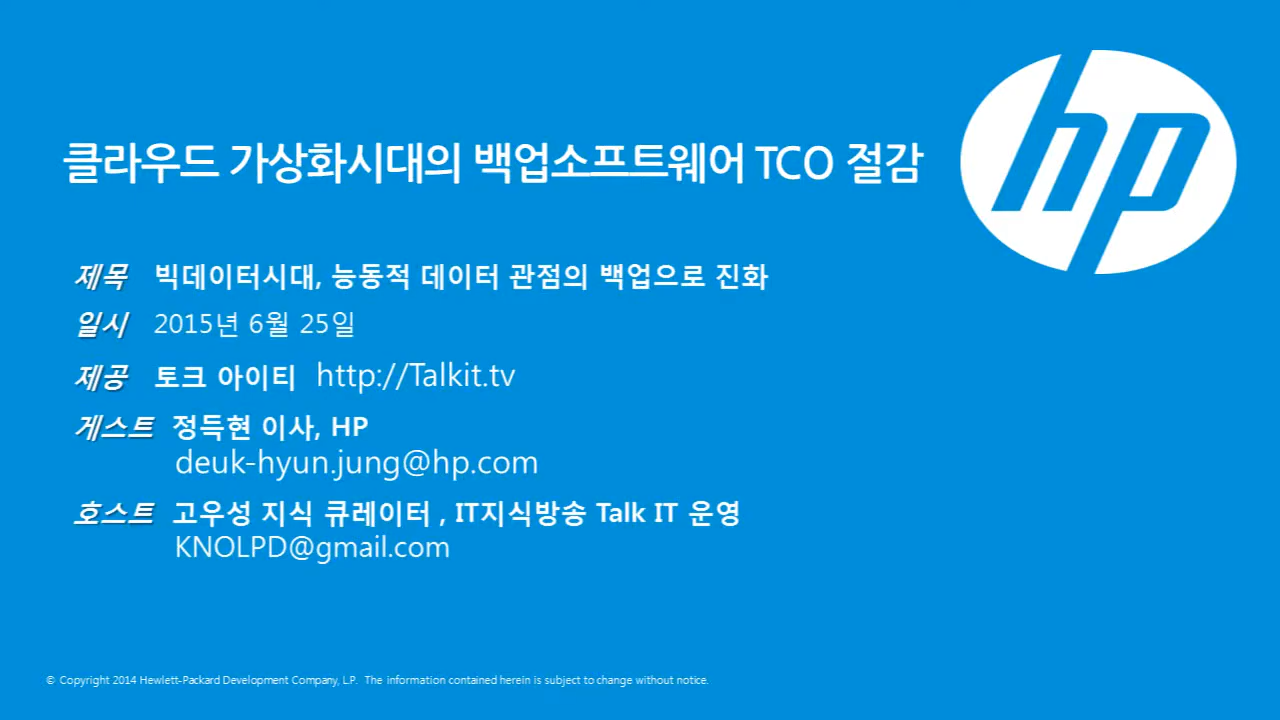 hp
클라우드 가상화시대의 백업소프트웨어 TCO 절감
제목 빅데이터시대, 능동적 데이터 관점의 백업으로 진화
일시 2015년 6월 25일
제공 토크 아이티 http://Talkit.tv
게스트 정득현 이사, HP
deuk-hyun.jung@hp.com
호스트 고우성 지식 큐레이터 , IT지식방송 Talk IT 운영
KNOLPD@gmail.com
© Copyright 2014 Hewlett-Packard Development Company, L.P. The information contained herein is subject to change without notice.